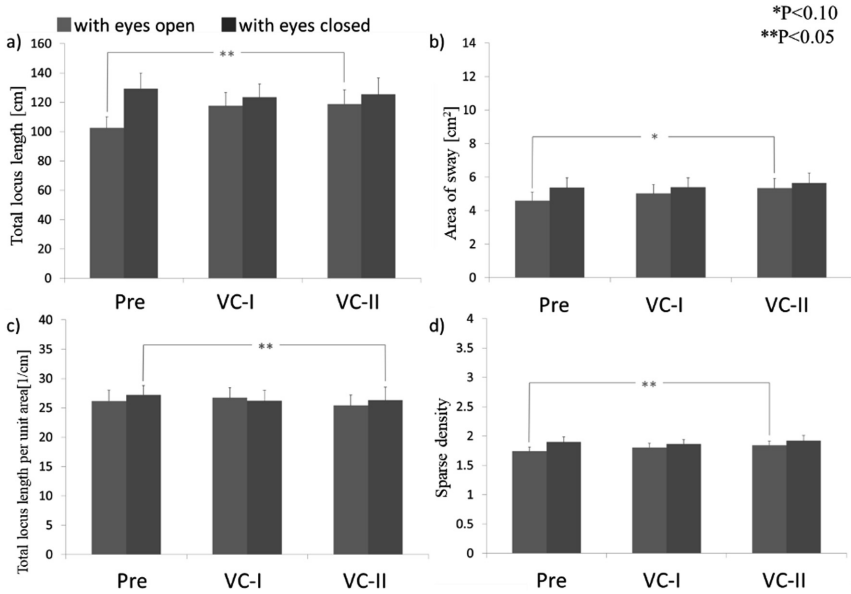 with eyes open with eyes closed
*P<0.10
**P<0.05
a)
Total locus length [cm]
160
140
120
100
80
60
40
20
0
**
Pre VC-I VC-II
b)
Area of sway [cm²]
14
12
10
8
6
4
2
0
*
Pre VC-I VC-II
c)
Total locus length per unit area[1/cm]
40
35
30
25
20
15
10
5
0
**
Pre VC-I VC-II
d)
Sparse density
4
3.5
3
2.5
2
1.5
1
0.5
0
**
Pre VC-I VC-II